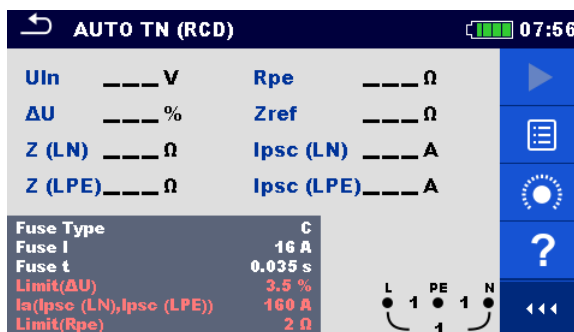 AUTO TN (RCD) 07:56
Uln ___V Rpe ___Ω
ΔU ___% Zref ___Ω
Z (LN) ___Ω Ipsc (LN) ___A
Z (LPE)___Ω Ipsc (LPE)___A
Fuse Type C
Fuse I 16 A
Fuse t 0.035 s
Limit(ΔU) 3.5 %
Ia(Ipsc (LN),Ipsc (LPE)) 160 A
Limit(Rpe) 2 Ω
L PE N
1 1
1
?